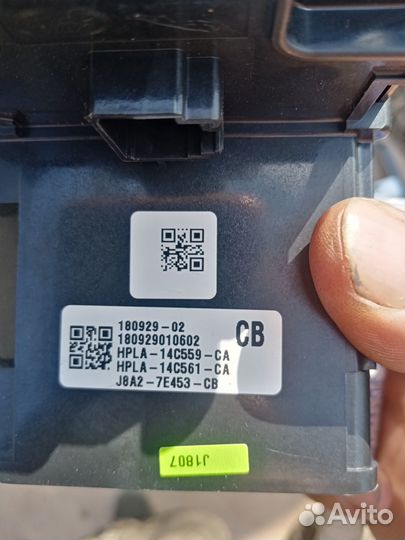 180929-02
180929010602
HPLA-14C559-CA
HPLA-14C561-CA
J8A2-7E453-CB
CB
J1807
Avito